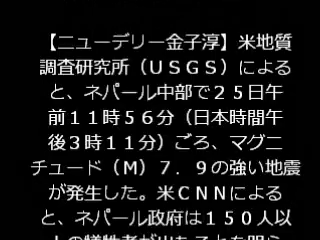 【ニューデリー金子淳】米地質
調査研究所（ＵＳＧＳ）による
と、ネパール中部で２５日午
前１１時５６分（日本時間午
後３時１１分）ごろ、マグニ
チュード（Ｍ）７．９の強い地震
が発生した。米ＣＮＮによる
と、ネパール政府は１５０人以